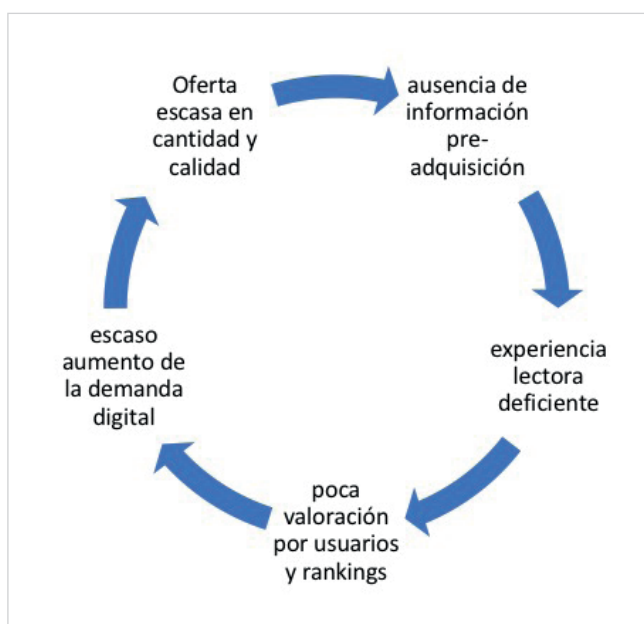 Oferta
escasa en
cantidad y
calidad
ausencia de
información
pre-
adquisición
experiencia
lectora
deficiente
poca
valoración
por usuarios
y rankings
escaso
aumento de
la demanda
digital